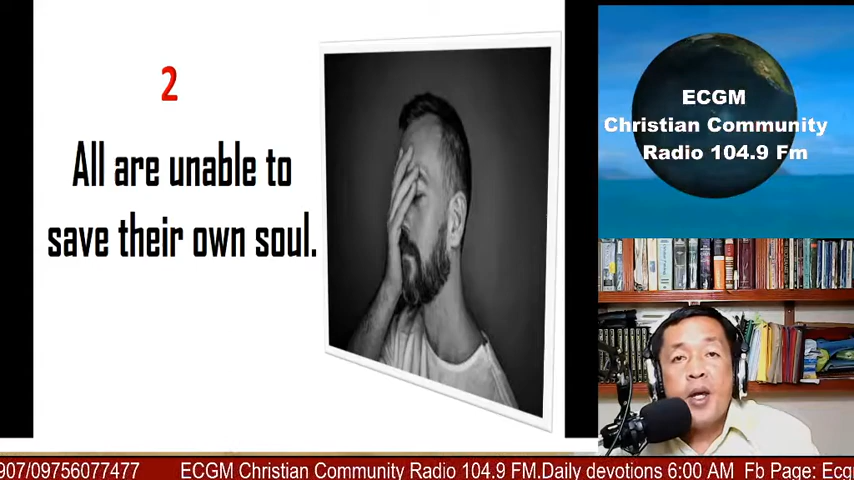 2
All are unable to
save their own soul.
ECGM
Christian Community
Radio 104.9 Fm
907/09756077477 ECGM Christian Community Radio 104.9 FM.Daily devotions 6:00 AM Fb Page: Ecg